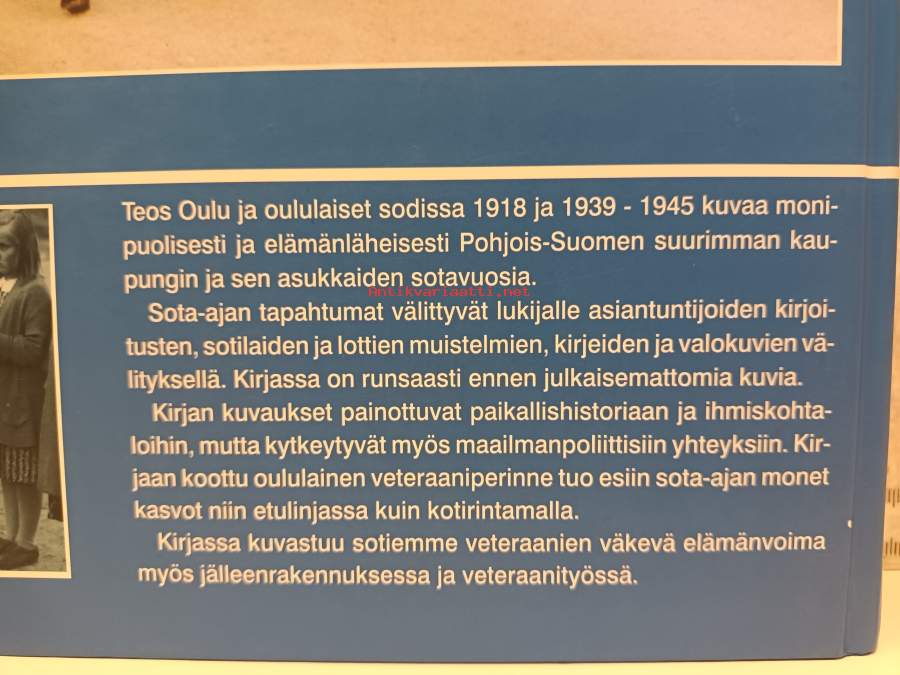 Teos Oulu ja oululaiset sodissa 1918 ja 1939 - 1945 kuvaa moni-
puolisesti ja elämänläheisesti Pohjois-Suomen suurimman kau-
pungin ja sen asukkaiden sotavuosia.
Antikvariaatti.net
Sota-ajan tapahtumat välittyvät lukijalle asiantuntijoiden kirjoi-
tusten, sotilaiden ja lottien muistelmien, kirjeiden ja valokuvien vä-
lityksellä. Kirjassa on runsaasti ennen julkaisemattomia kuvia.
Kirjan kuvaukset painottuvat paikallishistoriaan ja ihmiskohta-
loihin, mutta kytkeytyvät myös maailmanpoliittisiin yhteyksiin. Kir-
jaan koottu oululainen veteraaniperinne tuo esiin sota-ajan monet
kasvot niin etulinjassa kuin kotirintamalla.
Kirjassa kuvastuu sotiemme veteraanien väkevä elämänvoima
myös jälleenrakennuksessa ja veteraanityössä.